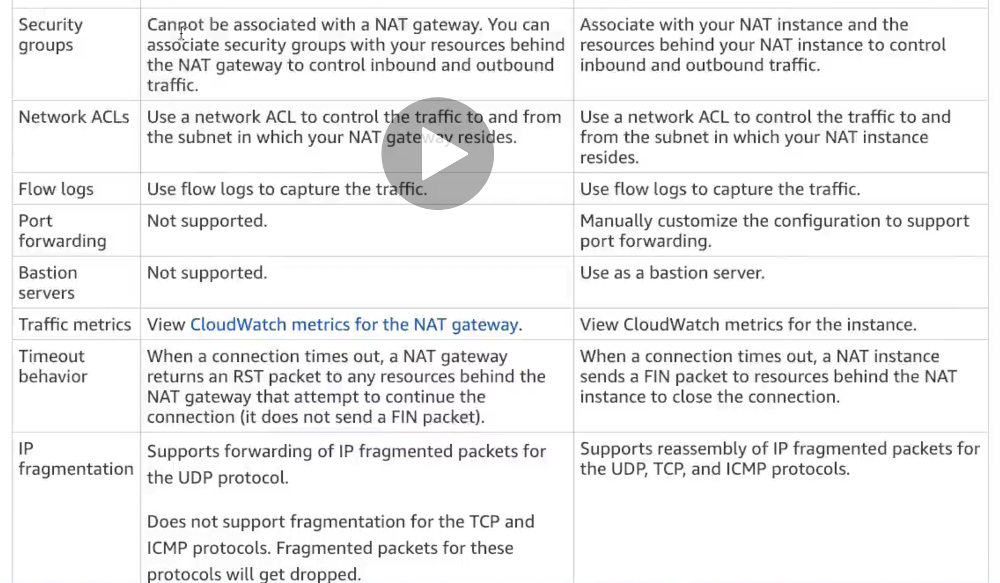 Security
groups
Cannot be associated with a NAT gateway. You can
associate security groups with your resources behind
the NAT gateway to control inbound and outbound
traffic.
Associate with your NAT instance and the
resources behind your NAT instance to control
inbound and outbound traffic.
Network ACLs
Use a network ACL to control the traffic to and from
the subnet in which your NAT gateway resides.
Use a network ACL to control the traffic to and
from the subnet in which your NAT instance
resides.
Flow logs
Use flow logs to capture the traffic.
Use flow logs to capture the traffic.
Port
forwarding
Not supported.
Manually customize the configuration to support
port forwarding.
Bastion
servers
Not supported.
Use as a bastion server.
Traffic metrics
View CloudWatch metrics for the NAT gateway.
View CloudWatch metrics for the instance.
Timeout
behavior
When a connection times out, a NAT gateway
returns an RST packet to any resources behind the
NAT gateway that attempt to continue the
connection (it does not send a FIN packet).
When a connection times out, a NAT instance
sends a FIN packet to resources behind the NAT
instance to close the connection.
IP
fragmentation
Supports forwarding of IP fragmented packets for
the UDP protocol.
Does not support fragmentation for the TCP and
ICMP protocols. Fragmented packets for these
protocols will get dropped.
Supports reassembly of IP fragmented packets for
the UDP, TCP, and ICMP protocols.